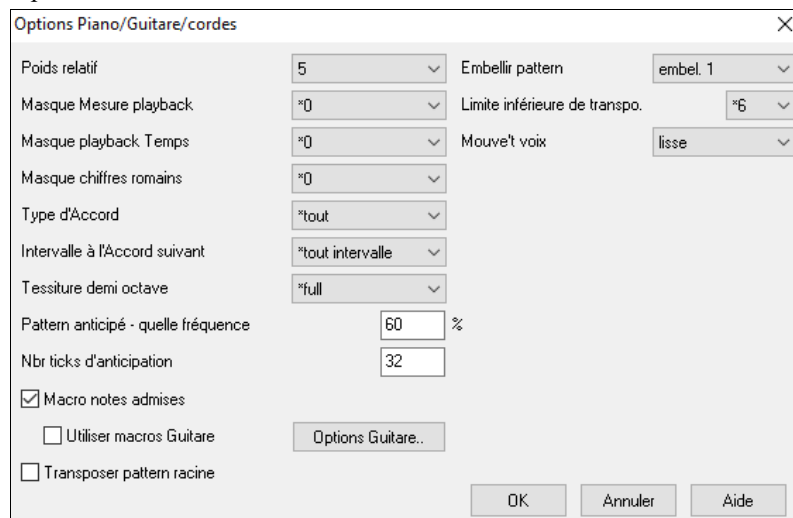 Options Piano/Guitare/cordes
Poids relatif 5 Embellir pattern embel. 1
Masque Mesure playback *0 Limite inférieure de transpo. *6
Masque playback Temps *0 Mouve't voix lisse
Masque chiffres romains *0
Type d'Accord *tout
Intervalle à l'Accord suivant *tout intervalle
Tessiture demi octave *full
Pattern anticipé - quelle fréquence 60 %
Nbr ticks d'anticipation 32
Macro notes admises
Utiliser macros Guitare Options Guitare..
Transposer pattern racine
OK Annuler Aide